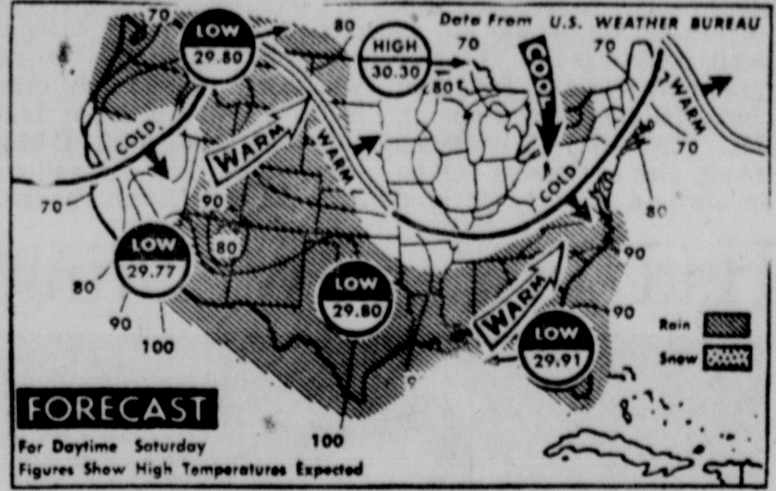 Data From U.S. WEATHER BUREAU
70
LOW
29.80
80
HIGH
30.30
70
80
COOL
70
WARM
70
COLD
WARM
WARM
COLD
70
90
80
80
LOW
29.77
80
90
100
LOW
29.80
WARM
90
90
LOW
29.91
Rain
Snow
FORECAST
For Daytime Saturday
Figures Show High Temperatures Expected
100